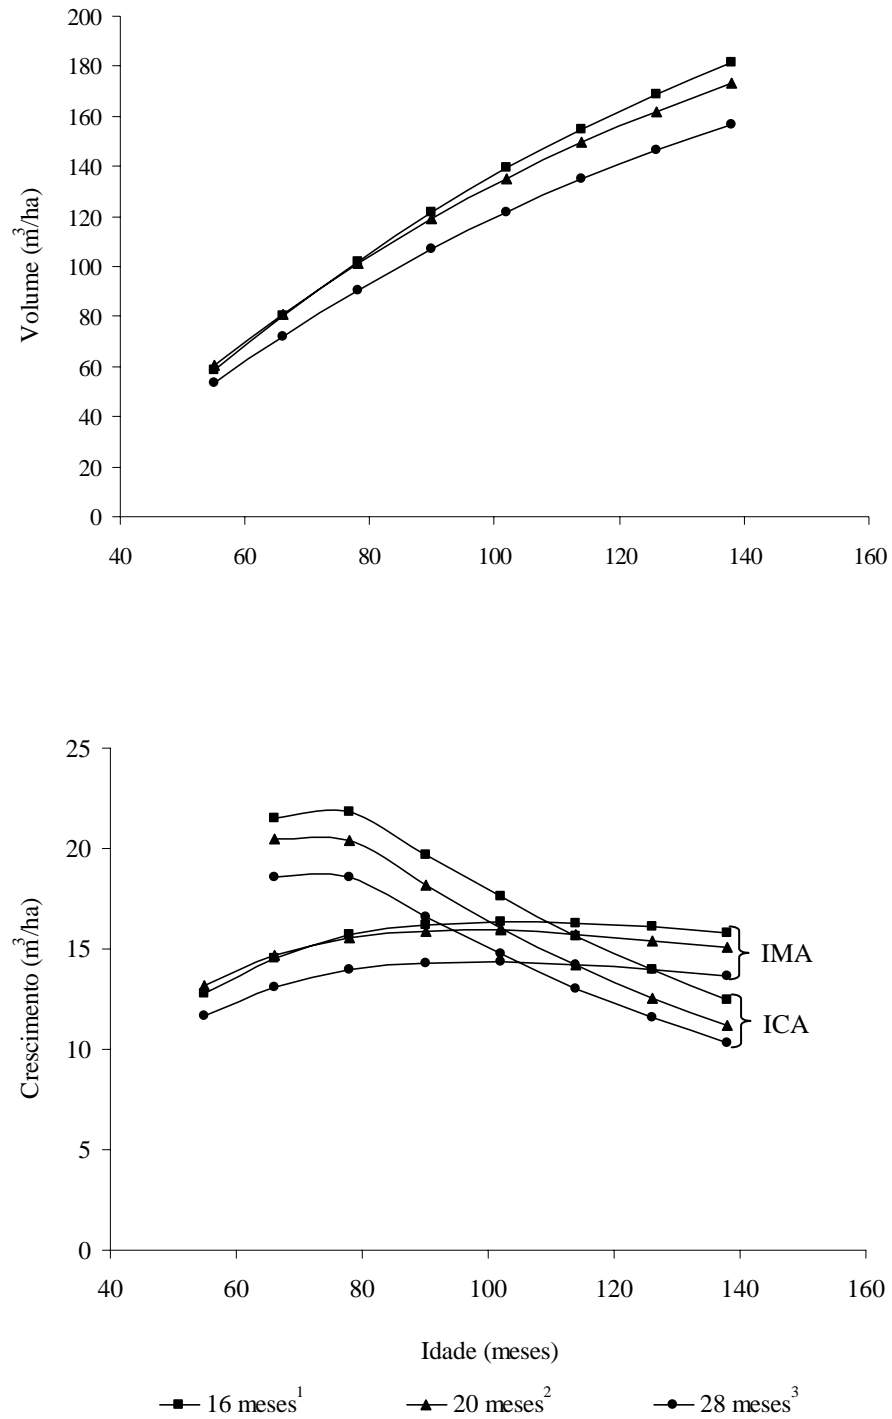 200
180
160
140
120
100
80
60
40
20
0
Volume (m³/ha)
40 60 80 100 120 140 160
25
20
15
10
5
0
Crescimento (m³/ha)
IMA
ICA
40 60 80 100 120 140 160
Idade (meses)
16 meses¹ 20 meses² 28 meses³